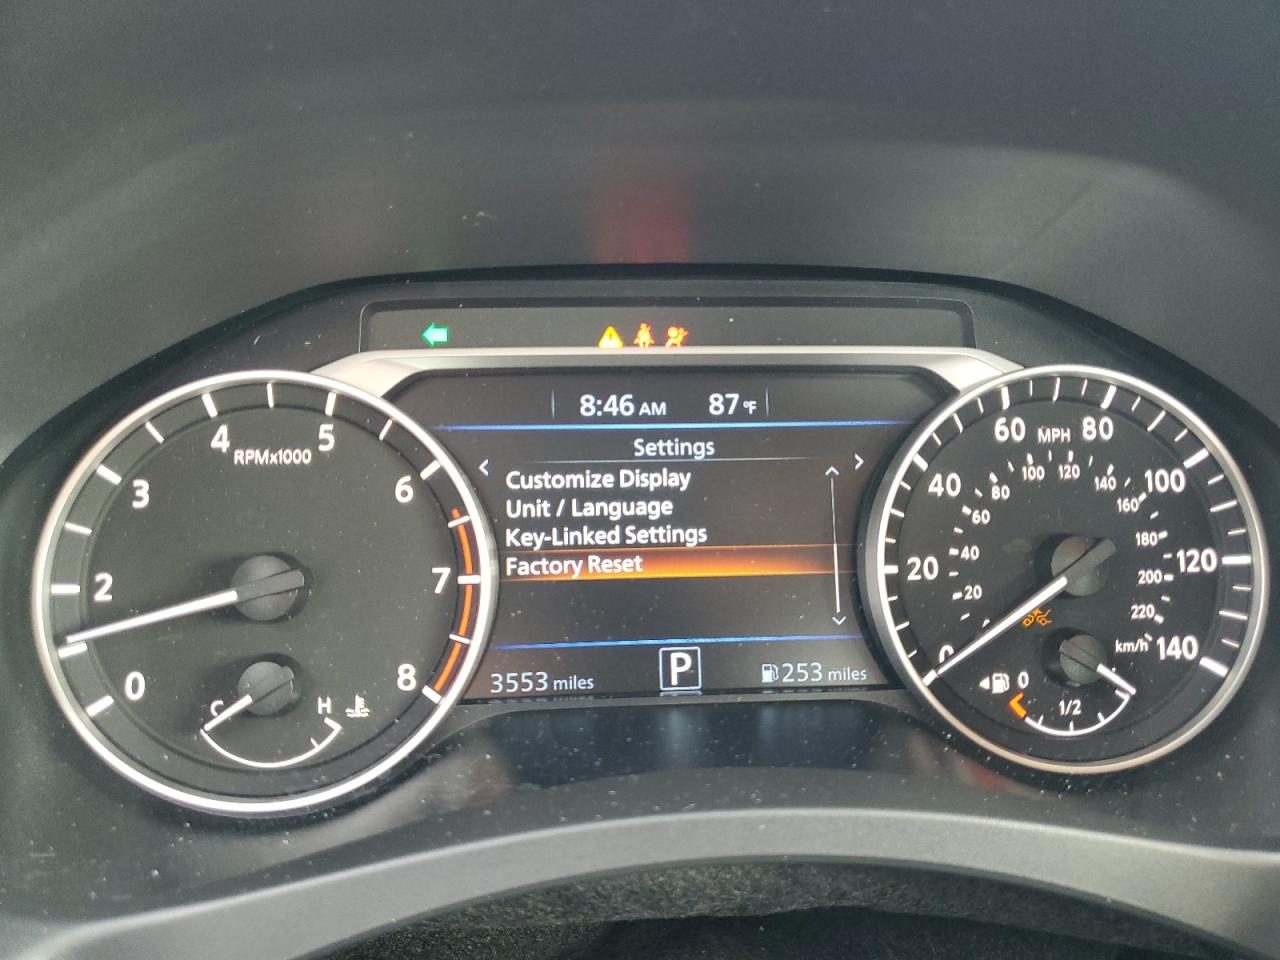 8:46 AM 87°F
Settings
Customize Display
Unit / Language
Key-Linked Settings
Factory Reset
3553 miles
P
253 miles
0
2
3
4
5
6
7
8
RPMx1000
C
H
0
20
40
60
80
100
120
140
MPH
20
40
60
80
100
120
140
160
180
200
220
km/h
0
1/2